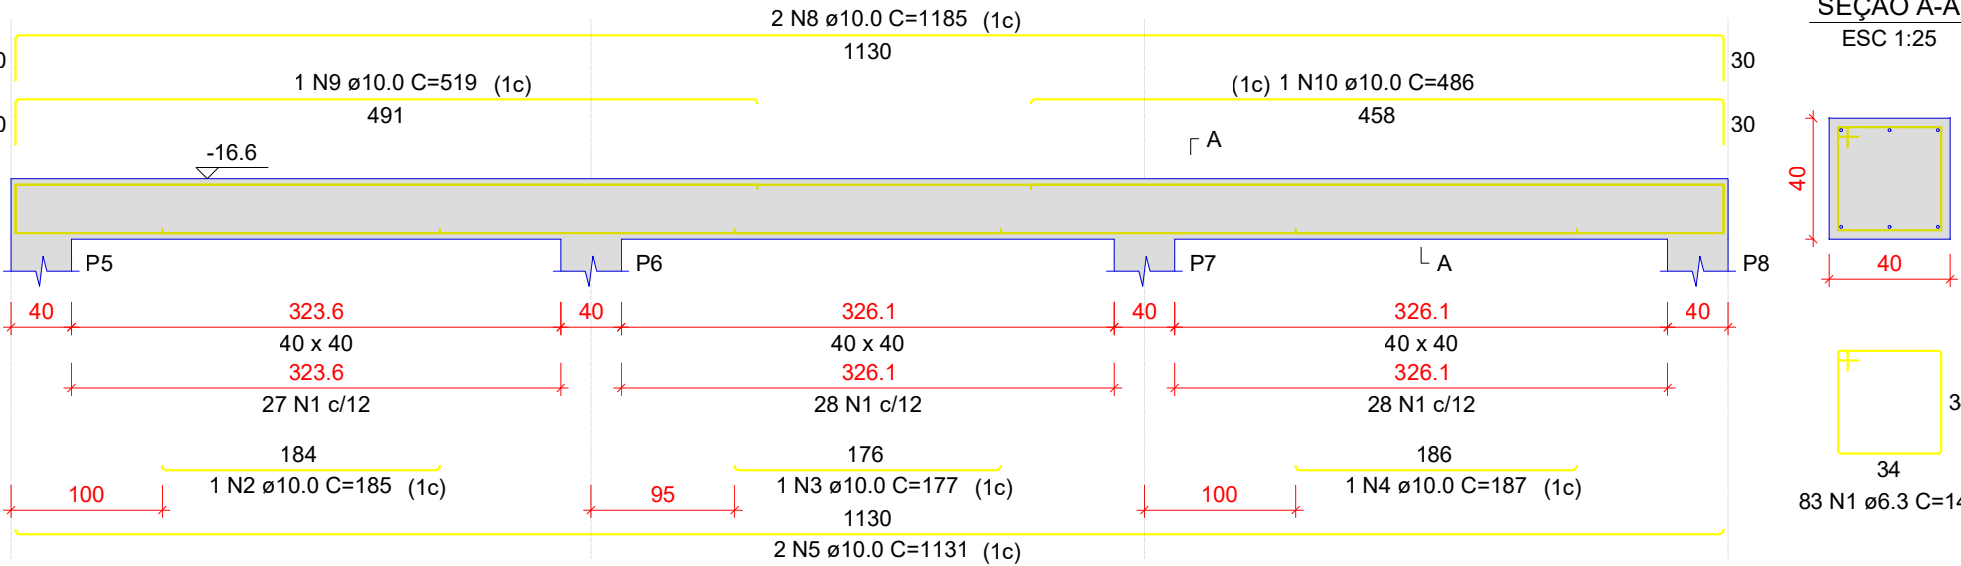 2 N8 ø10.0 C=1185 (1c)
SEÇÃO A-A
ESC 1:25
1130
30
1 N9 ø10.0 C=519 (1c)
(1c) 1 N10 ø10.0 C=486
491
458
30
A
-16.6
40
P5
P6
P7
A
P8
40
40
323.6
40
326.1
40
326.1
40
40 x 40
40 x 40
40 x 40
323.6
326.1
326.1
27 N1 c/12
28 N1 c/12
28 N1 c/12
184
176
186
34
1 N2 ø10.0 C=185 (1c)
1 N3 ø10.0 C=177 (1c)
1 N4 ø10.0 C=187 (1c)
100
95
100
83 N1 ø6.3 C=14
1130
2 N5 ø10.0 C=1131 (1c)